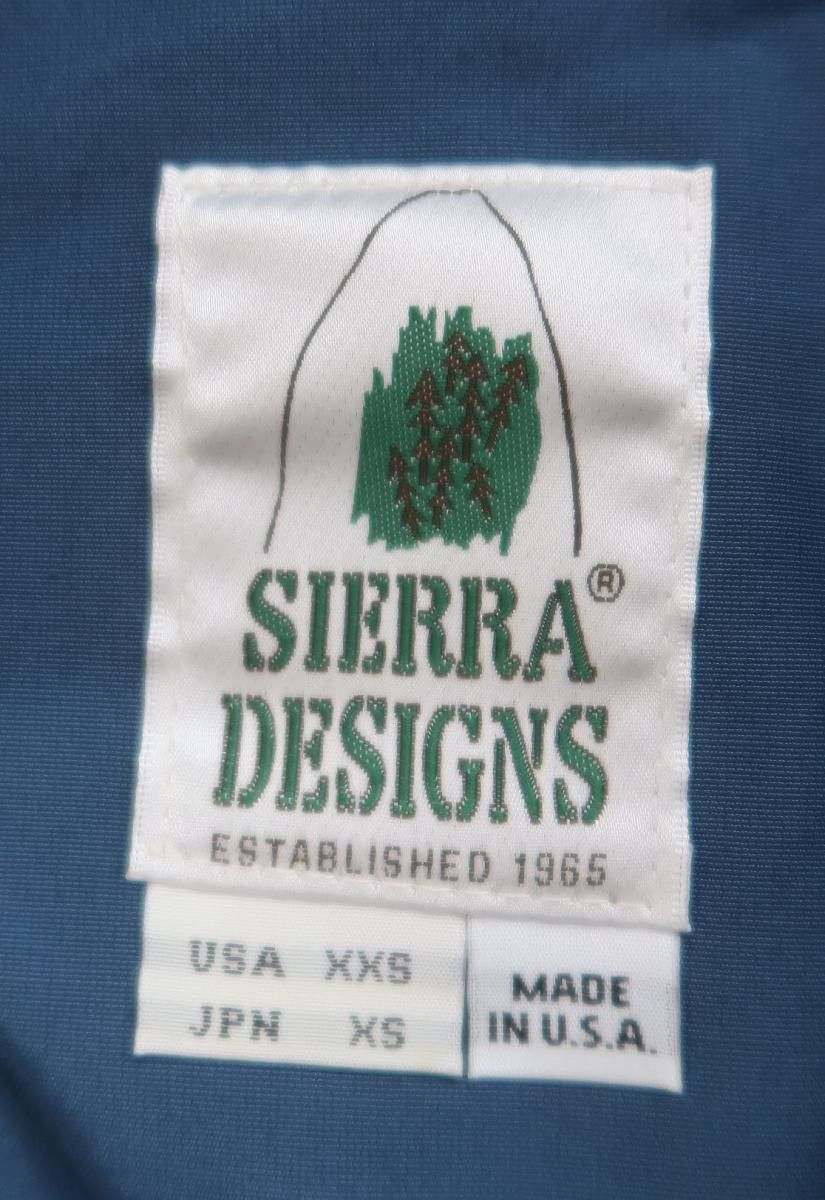 SIERRA®
DESIGNS
ESTABLISHED 1965
USA XXS
JPN XS
MADE
IN U.S.A.